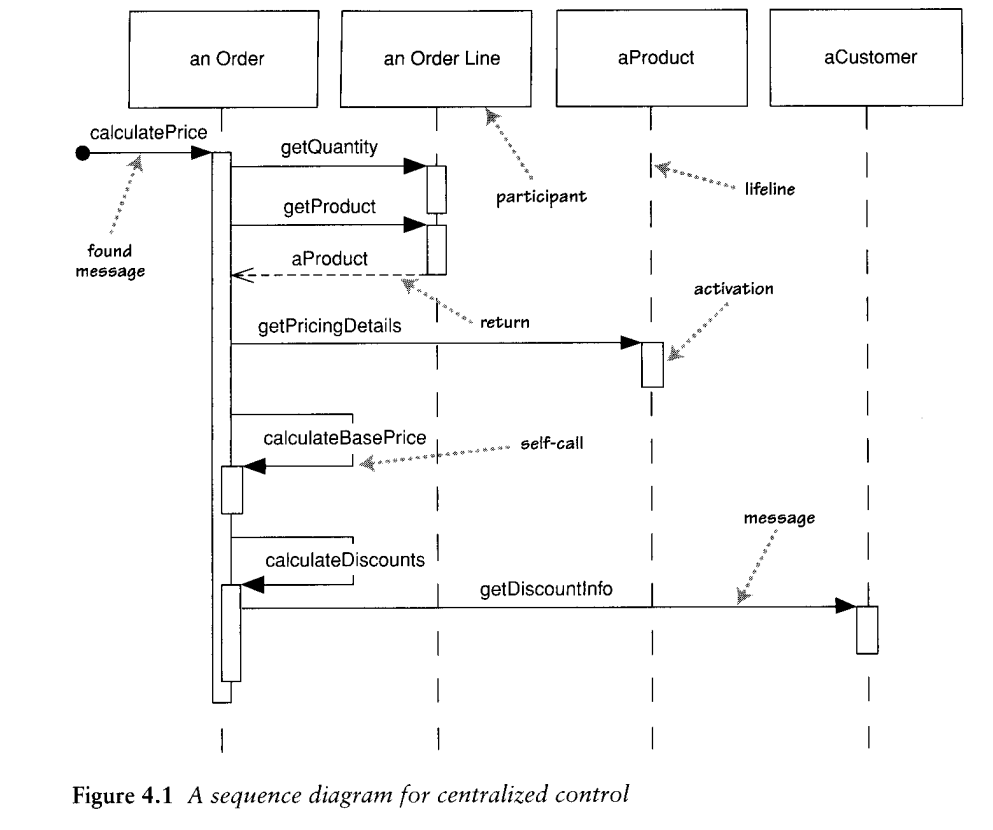 an Order
an Order Line
aProduct
aCustomer
calculatePrice
getQuantity
participant
lifeline
getProduct
found
message
aProduct
activation
return
getPricingDetails
calculateBasePrice
self-call
message
calculateDiscounts
getDiscountInfo
Figure 4.1 A sequence diagram for centralized control